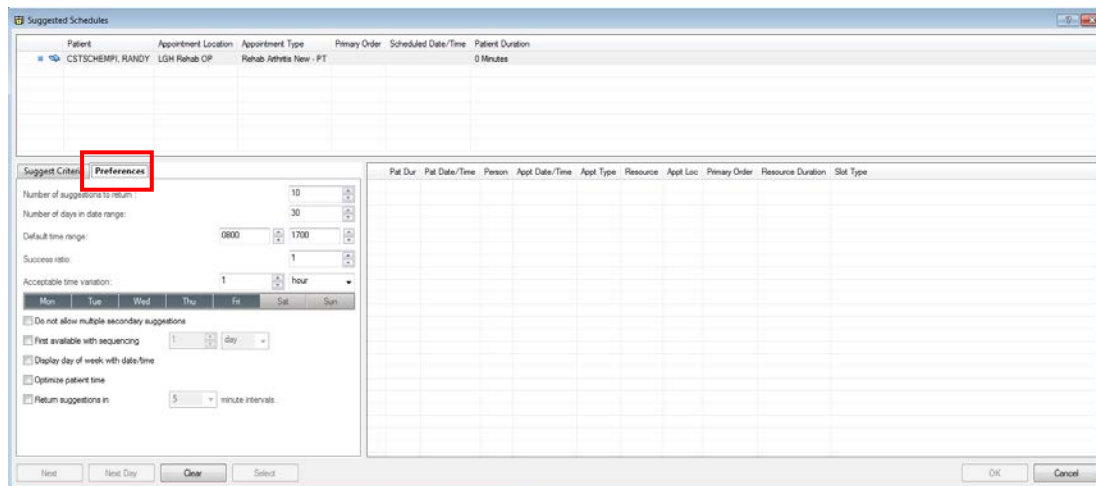 Suggested Schedules
Patient Appointment Location Appointment Type Primary Order Scheduled Date/Time Patient Duration
CSTSCHEMPI, RANDY LGH Rehab OP Rehab Arthritis New - PT 0 Minutes
Suggest Criteria Preferences
Pat Dur Pat Date/Time Person Appt Date/Time Appt Type Resource Appt Loc Primary Order Resource Duration Slot Type
Number of suggestions to return : 10
Number of days in date range: 30
Default time range: 0800 1700
Success ratio: 1
Acceptable time variation: 1 hour
Mon Tue Wed Thu Fri Sat Sun
Do not allow multiple secondary suggestions
First available with sequencing 1 day
Display day of week with date/time
Optimize patient time
Return suggestions in 5 minute intervals.
Next Next Day Clear Select OK Cancel